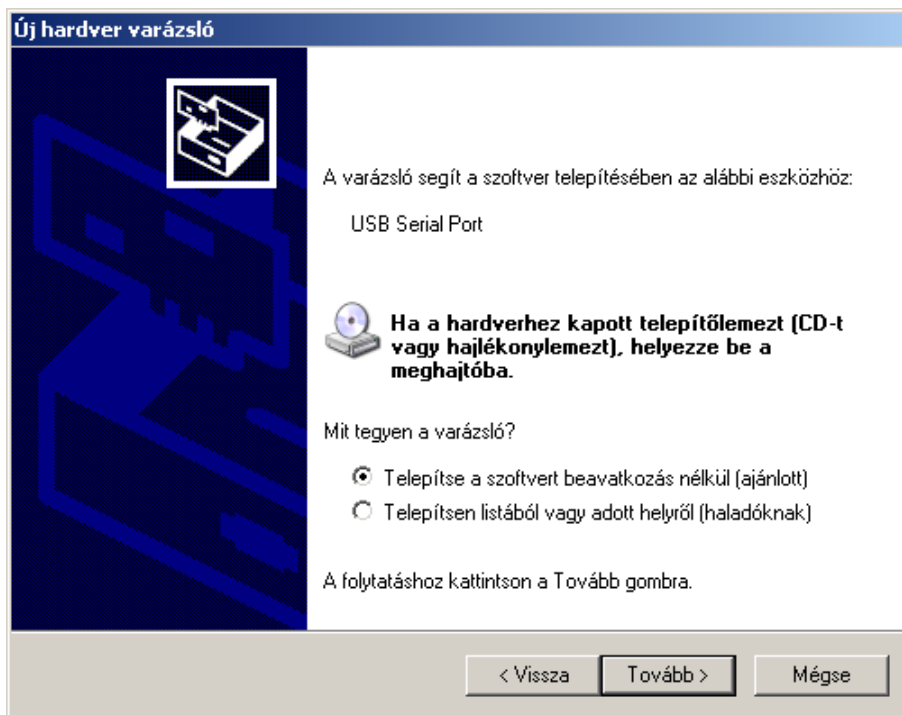 Új hardver varázsló
A varázsló segít a szoftver telepítésében az alábbi eszközhöz:
USB Serial Port
Ha a hardverhez kapott telepítőlemezt (CD-t
vagy hajlékonylemezt), helyezze be a
meghajtóba.
Mit tegyen a varázsló?
Telepítse a szoftvert beavatkozás nélkül (ajánlott)
Telepítsen listából vagy adott helyről (haladóknak)
A folytatáshoz kattintson a Tovább gombra.
< Vissza
Tovább >
Mégse